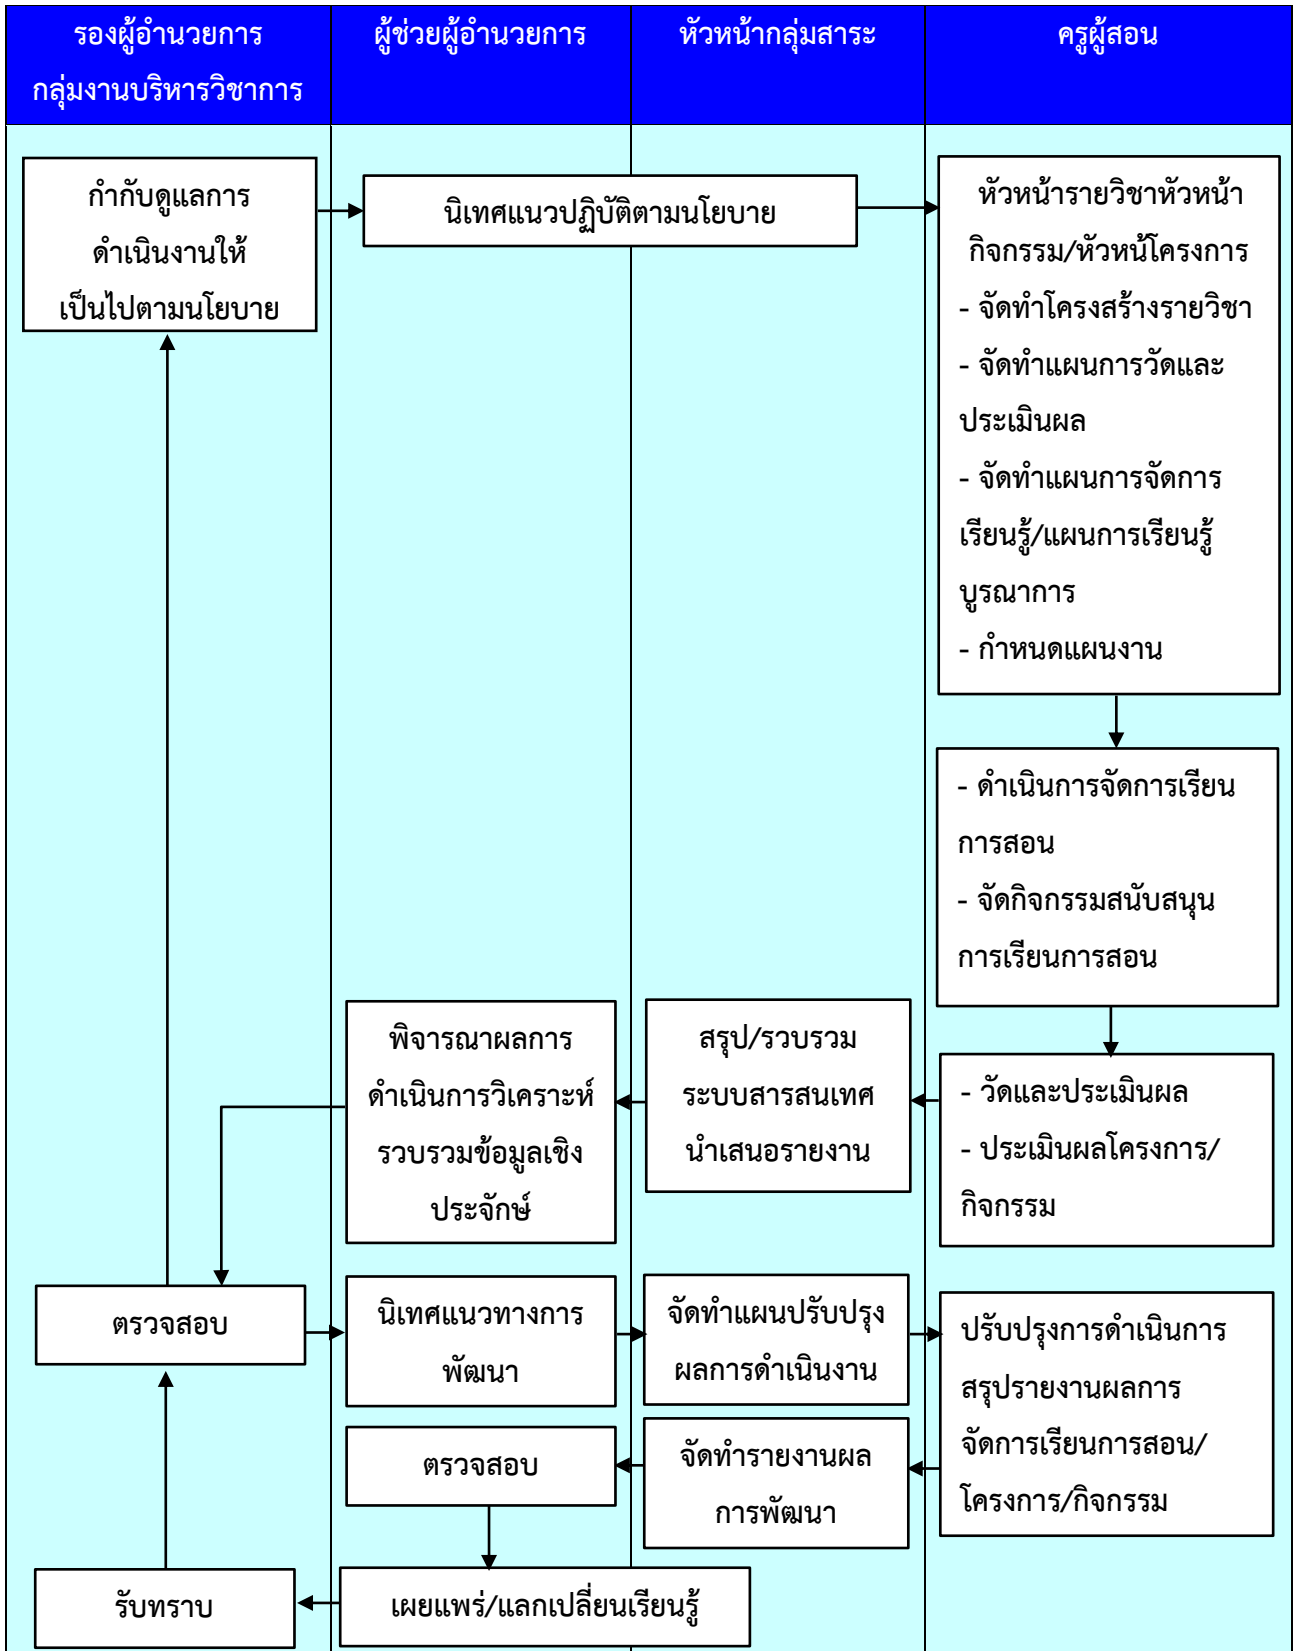 รองผู้อำนวยการ
กลุ่มงานบริหารวิชาการ
ผู้ช่วยผู้อำนวยการ
หัวหน้ากลุ่มสาระ
ครูผู้สอน
กำกับดูแลการ
ดำเนินงานให้
เป็นไปตามนโยบาย
นิเทศแนวปฏิบัติตามนโยบาย
หัวหน้ารายวิชาหัวหน้า
กิจกรรม/หัวหน้โครงการ
- จัดทำโครงสร้างรายวิชา
- จัดทำแผนการวัดและ
ประเมินผล
- จัดทำแผนการจัดการ
เรียนรู้/แผนการเรียนรู้
บูรณาการ
- กำหนดแผนงาน
- ดำเนินการจัดการเรียน
การสอน
- จัดกิจกรรมสนับสนุน
การเรียนการสอน
พิจารณาผลการ
ดำเนินการวิเคราะห์
รวบรวมข้อมูลเชิง
ประจักษ์
สรุป/รวบรวม
ระบบสารสนเทศ
นำเสนอรายงาน
- วัดและประเมินผล
- ประเมินผลโครงการ/
กิจกรรม
ตรวจสอบ
นิเทศแนวทางการ
พัฒนา
จัดทำแผนปรับปรุง
ผลการดำเนินงาน
ปรับปรุงการดำเนินการ
สรุปรายงานผลการ
จัดการเรียนการสอน/
โครงการ/กิจกรรม
ตรวจสอบ
จัดทำรายงานผล
การพัฒนา
รับทราบ
เผยแพร่/แลกเปลี่ยนเรียนรู้